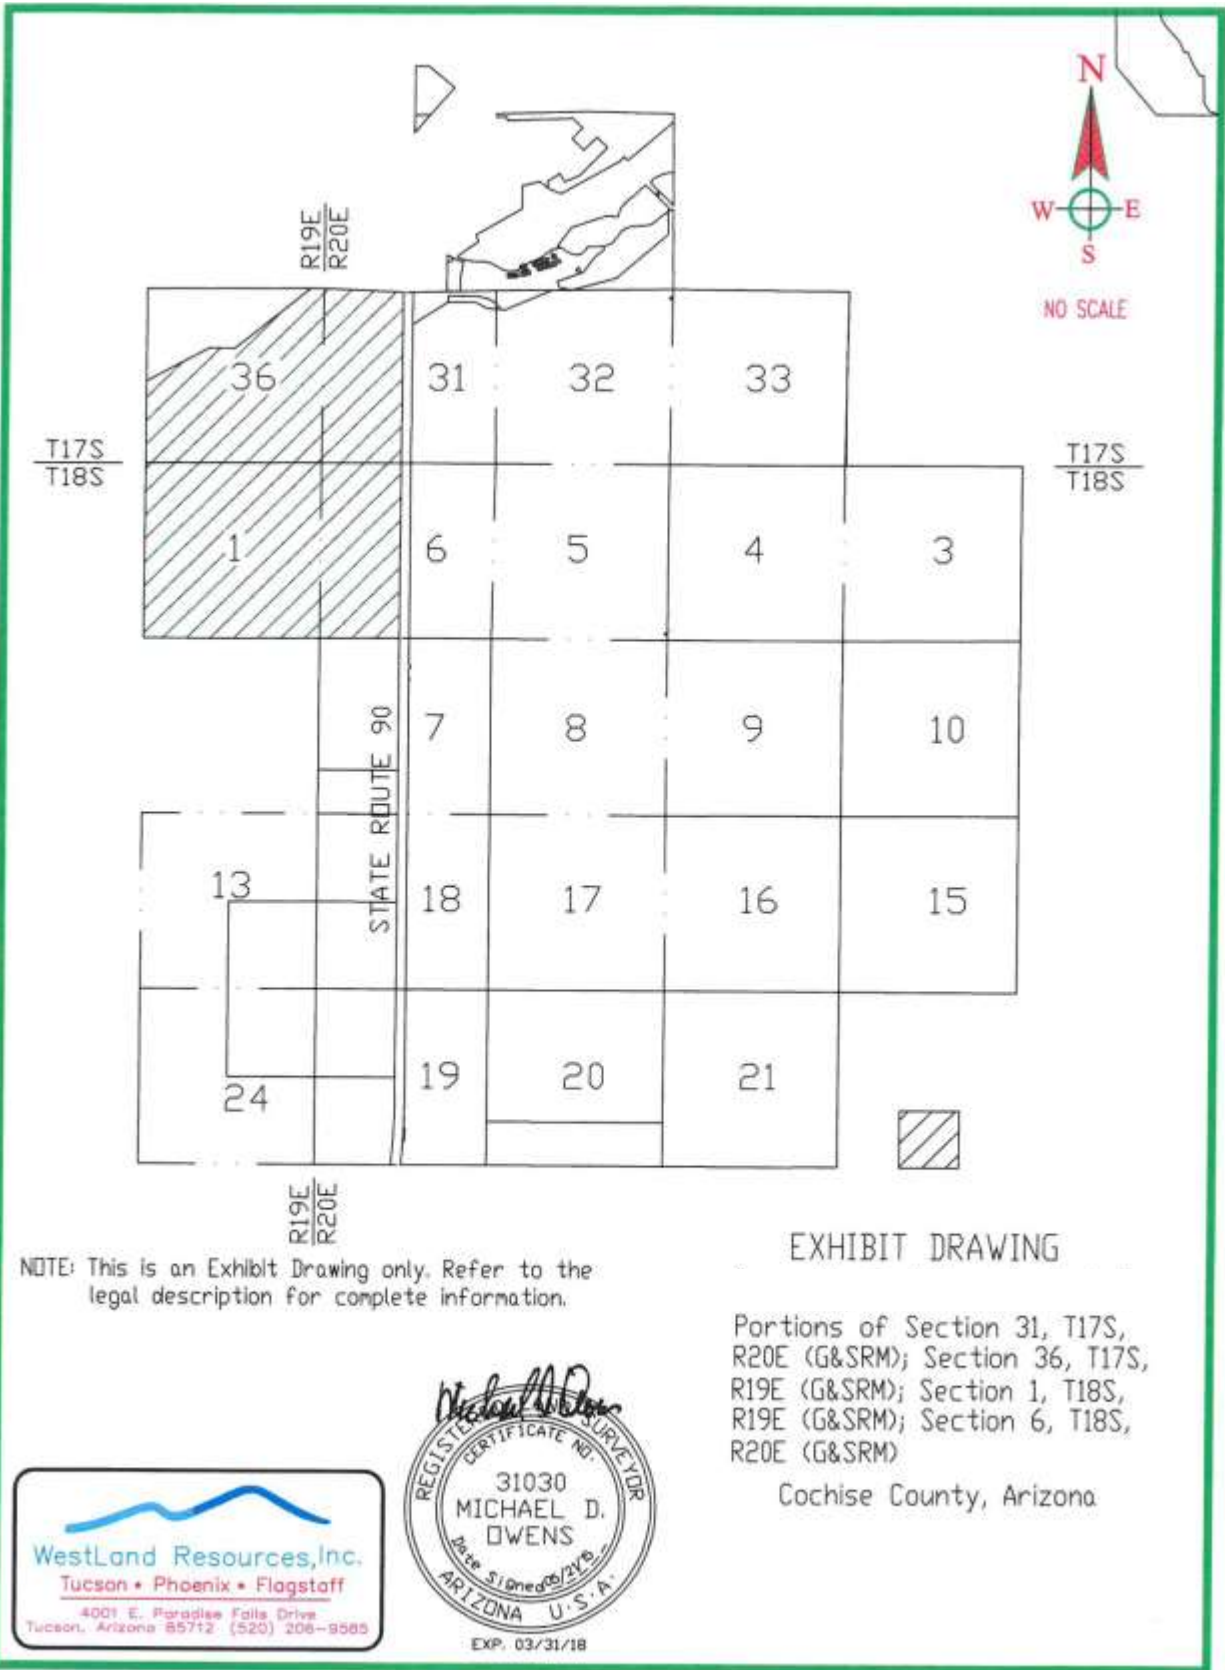 N
W
E
S
NO SCALE
R19E
R20E
36
31
32
33
T17S
T18S
T17S
T18S
1
6
5
4
3
7
8
9
10
STATE ROUTE 90
13
18
17
16
15
24
19
20
21
R19E
R20E
NOTE: This is an Exhibit Drawing only. Refer to the
legal description for complete information.
EXHIBIT DRAWING
Portions of Section 31, T17S,
R20E (G&SRM); Section 36, T17S,
R19E (G&SRM); Section 1, T18S,
R19E (G&SRM); Section 6, T18S,
R20E (G&SRM)
Cochise County, Arizona
WestLand Resources,Inc.
Tucson • Phoenix • Flagstaff
4001 E. Paradise Falls Drive
Tucson, Arizona 85712 (520) 206-9585
SURVEYOR
CERTIFICATE NO.
31030
MICHAEL D.
OWENS
Date Signed
ARIZONA U.S.A.
EXP. 03/31/18